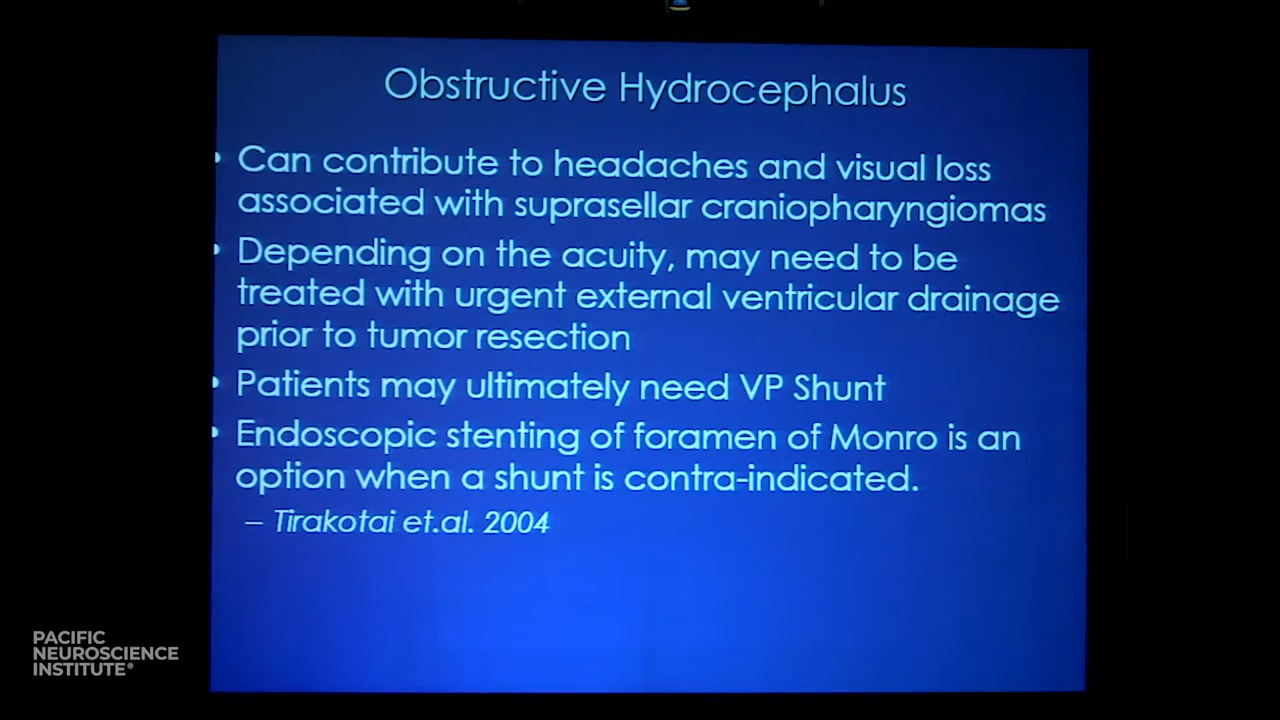 Obstructive Hydrocephalus
• Can contribute to headaches and visual loss
associated with suprasellar craniopharyngiomas
• Depending on the acuity, may need to be
treated with urgent external ventricular drainage
prior to tumor resection
• Patients may ultimately need VP Shunt
• Endoscopic stenting of foramen of Monro is an
option when a shunt is contra-indicated.
– Tirakotai et.al. 2004
PACIFIC
NEUROSCIENCE
INSTITUTE®